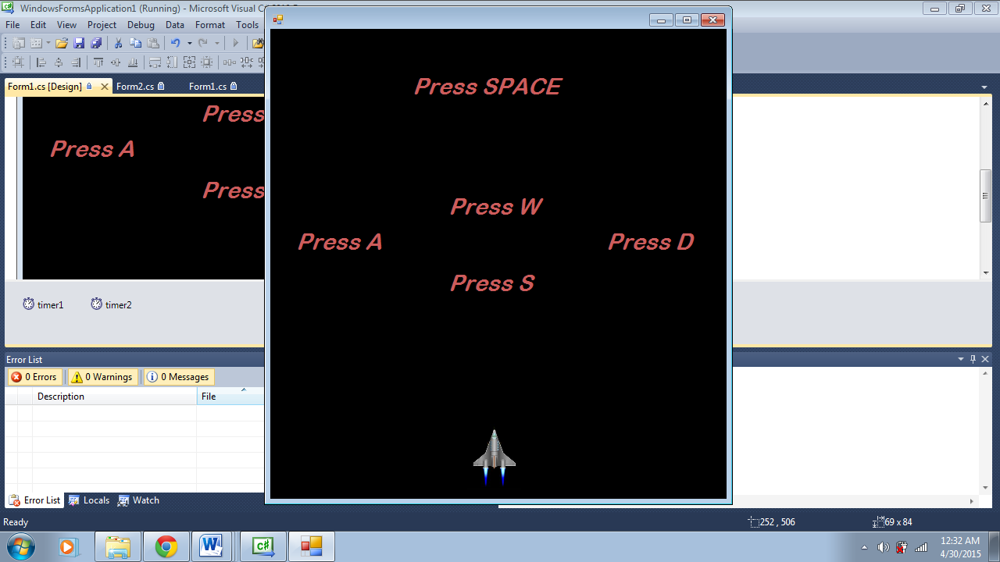 WindowsFormsApplication1 (Running) - Microsoft Visual
File Edit View Project Debug Data Format Tools
Form1.cs [Design] Form2.cs Form1.cs
Press SPACE
Press
Press A
Press
Press W
Press A Press D
Press S
timer1 timer2
Error List
0 Errors 0 Warnings 0 Messages
Description File
Error List Locals Watch
Ready 252 , 506 69 x 84
C#
W
12:32 AM
4/30/2015